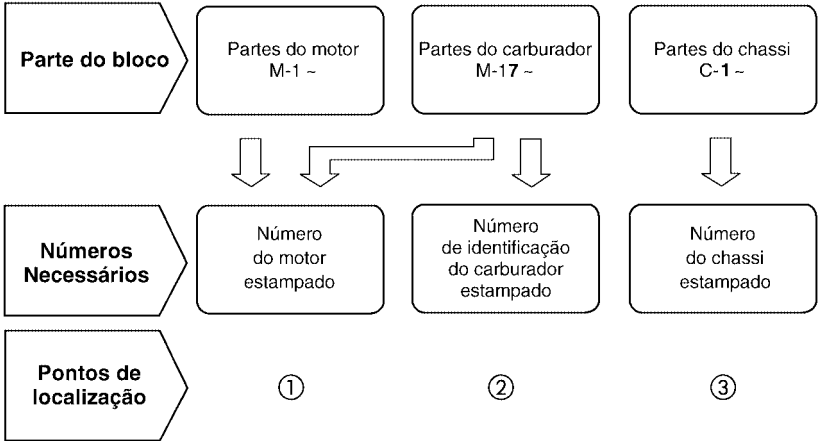 Parte do bloco
Partes do motor
M-1 ~
Partes do carburador
M-17 ~
Partes do chassi
C-1 ~
Números
Necessários
Número
do motor
estampado
Número
de identificação
do carburador
estampado
Número
do chassi
estampado
Pontos de
localização
①
②
③